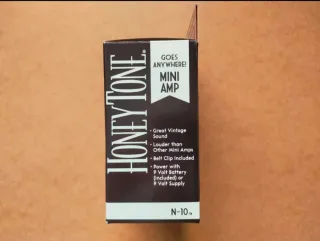 HONEYTONE®
GOES
ANYWHERE!
MINI
AMP
• Great Vintage
Sound
• Louder than
Other Mini Amps
• Belt Clip Included
• Power with
9 Volt Battery
(included) or
9 Volt Supply
N-10